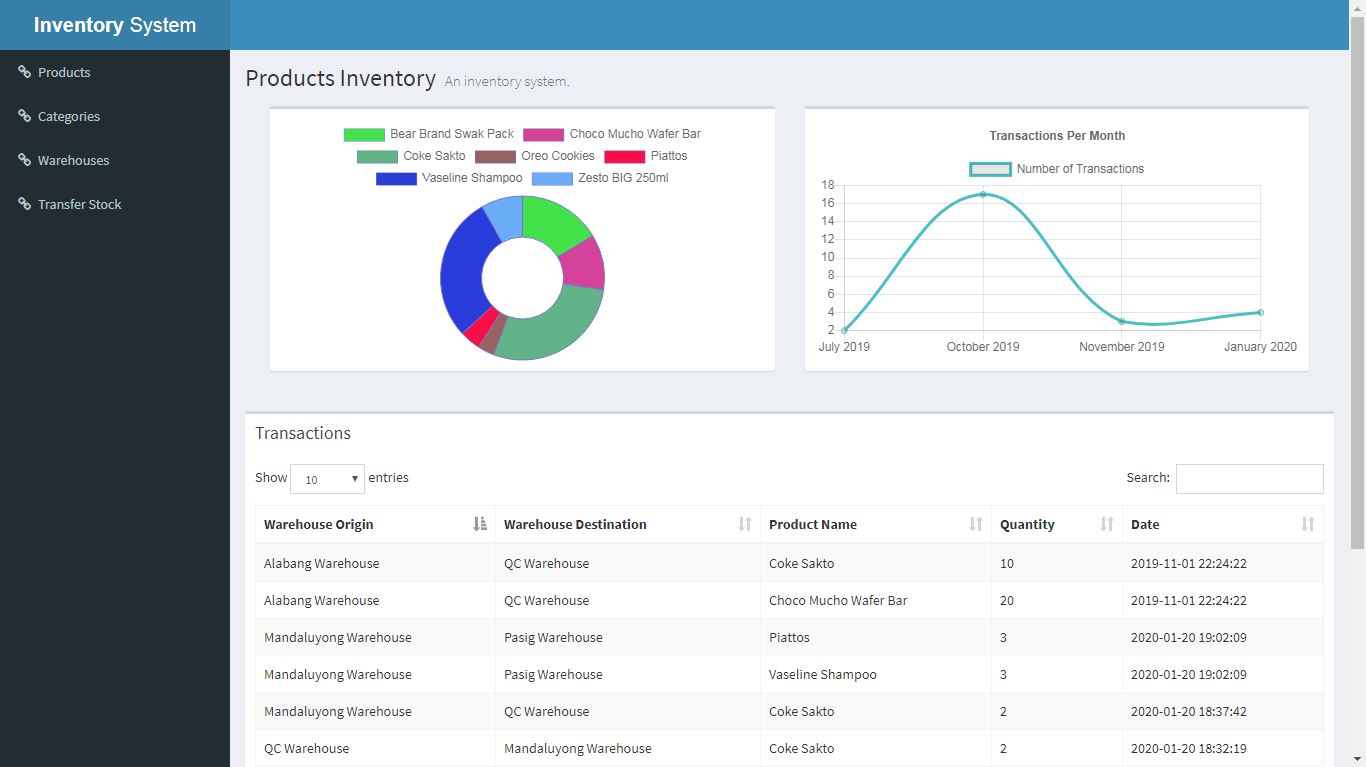 Inventory System
Products
Categories
Warehouses
Transfer Stock
Products Inventory An inventory system.
Bear Brand Swak Pack Choco Mucho Wafer Bar
Coke Sakto Oreo Cookies Piattos
Vaseline Shampoo Zesto BIG 250ml
Transactions Per Month
Number of Transactions
18
16
14
12
10
8
6
4
2
July 2019 October 2019 November 2019 January 2020
Transactions
Show 10 entries Search:
Warehouse Origin Warehouse Destination Product Name Quantity Date
Alabang Warehouse QC Warehouse Coke Sakto 10 2019-11-01 22:24:22
Alabang Warehouse QC Warehouse Choco Mucho Wafer Bar 20 2019-11-01 22:24:22
Mandaluyong Warehouse Pasig Warehouse Piattos 3 2020-01-20 19:02:09
Mandaluyong Warehouse Pasig Warehouse Vaseline Shampoo 3 2020-01-20 19:02:09
Mandaluyong Warehouse QC Warehouse Coke Sakto 2 2020-01-20 18:37:42
QC Warehouse Mandaluyong Warehouse Coke Sakto 2 2020-01-20 18:32:19